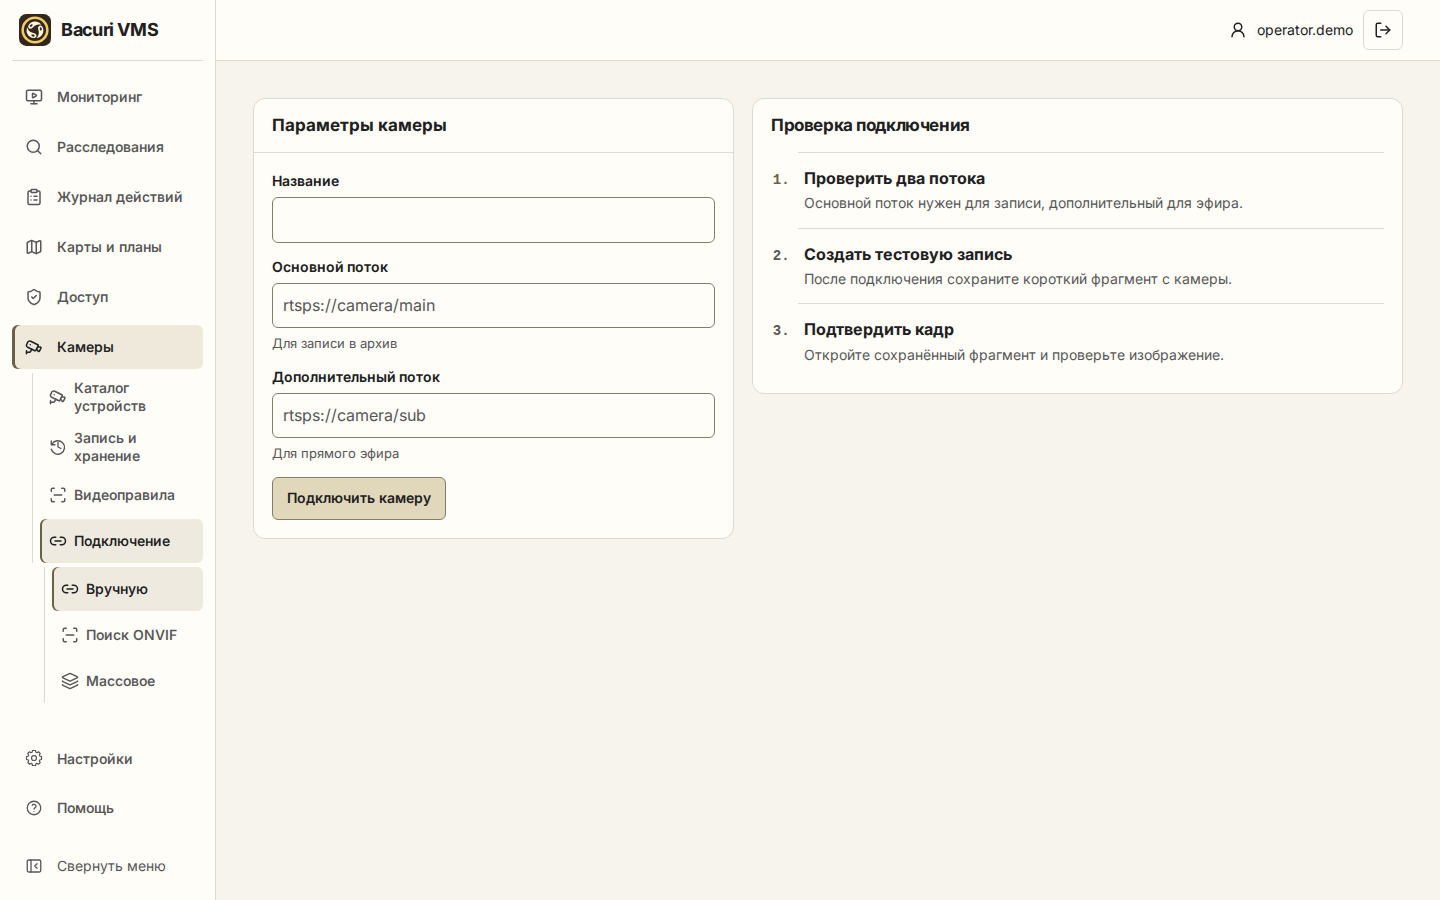 Bacuri VMS
operator.demo
Мониторинг
Расследования
Журнал действий
Карты и планы
Доступ
Камеры
Каталог
устройств
Запись и
хранение
Видеоправила
Подключение
Вручную
Поиск ONVIF
Массовое
Настройки
Помощь
Свернуть меню
Параметры камеры
Название
Основной поток
rtsps://camera/main
Для записи в архив
Дополнительный поток
rtsps://camera/sub
Для прямого эфира
Подключить камеру
Проверка подключения
1. Проверить два потока
Основной поток нужен для записи, дополнительный для эфира.
2. Создать тестовую запись
После подключения сохраните короткий фрагмент с камеры.
3. Подтвердить кадр
Откройте сохранённый фрагмент и проверьте изображение.